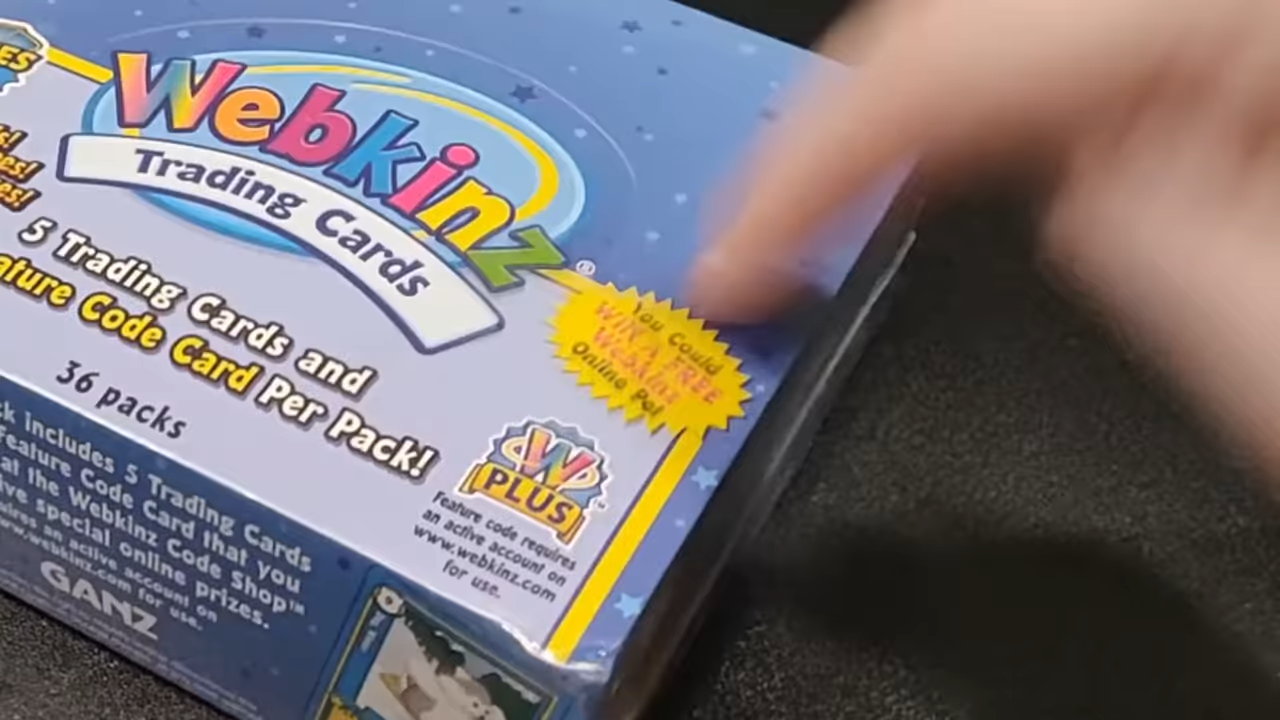 ES
Webkinz®
Trading Cards
5 Trading Cards and
ature Code Card Per Pack!
36 packs
You Could
WIN A FREE
Webkinz
Online Pet
W
PLUS™
Feature code requires
an active account on
www.webkinz.com
for use.
ck includes 5 Trading Cards
Feature Code Card that you
at the Webkinz Code Shop™
ive special online prizes.
uires an active account on
www.webkinz.com for use.
GANZ